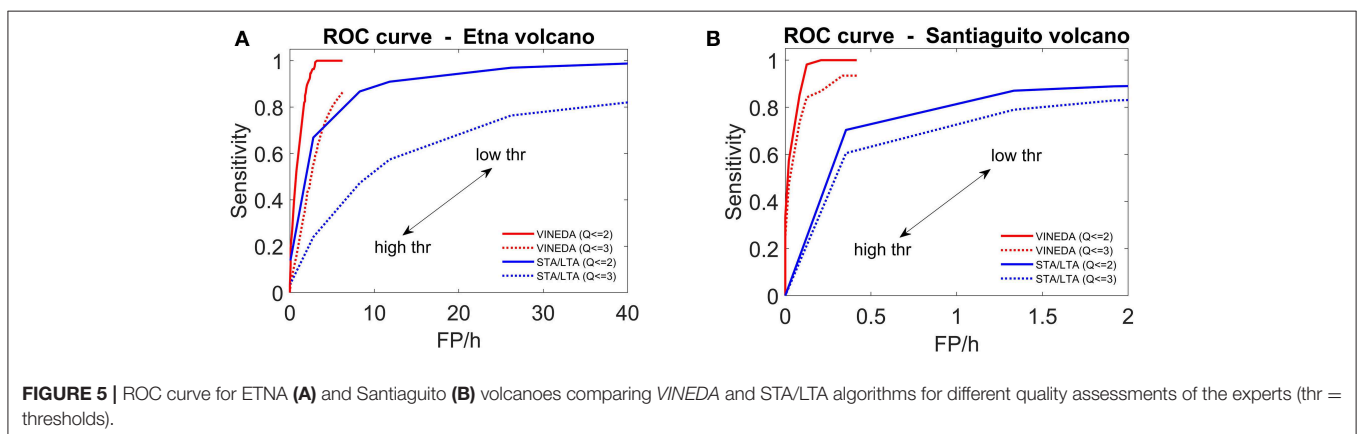 A
ROC curve - Etna volcano
1
0.8
0.6
0.4
0.2
0
Sensitivity
low thr
high thr
VINEDA (Q<=2)
VINEDA (Q<=3)
STA/LTA (Q<=2)
STA/LTA (Q<=3)
0 10 20 30 40
FP/h
B
ROC curve - Santiaguito volcano
1
0.8
0.6
0.4
0.2
0
Sensitivity
low thr
high thr
VINEDA (Q<=2)
VINEDA (Q<=3)
STA/LTA (Q<=2)
STA/LTA (Q<=3)
0 0.5 1 1.5 2
FP/h
FIGURE 5 | ROC curve for ETNA (A) and Santiaguito (B) volcanoes comparing VINEDA and STA/LTA algorithms for different quality assessments of the experts (thr =
thresholds).